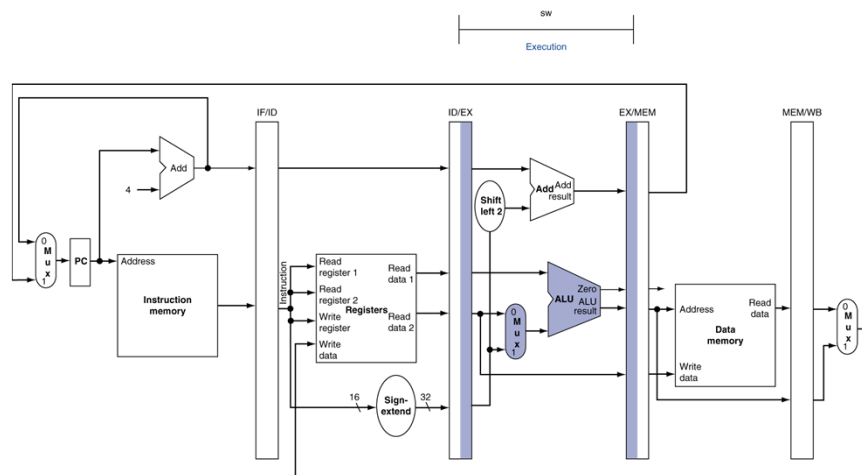 sw
Execution
IF/ID
ID/EX
EX/MEM
MEM/WB
Add
4
Add
Add
result
Shift
left 2
0
M
u
x
1
PC
Address
Instruction
memory
Instruction
Read
register 1
Read
register 2
Write
register
Write
data
Registers
Read
data 1
Read
data 2
0
M
u
x
1
Zero
ALU
ALU
result
Address
Read
data
Data
memory
Write
data
0
M
u
x
1
16
Sign-
extend
32